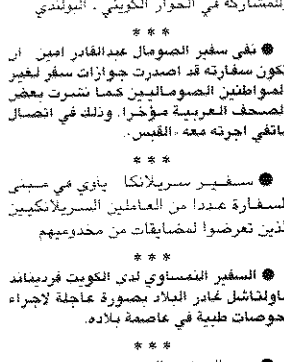 للمشاركة في الحوار الكويتي ـ البولندي
* * *
● نفى سفير الصومال عبدالقادر امين ان
تكون سفارته قد اصدرت جوازات سفر لغير
المواطنين الصوماليين كما نشرت بعض
الصحف العربية مؤخرا، وذلك في اتصال
هاتفي اجرته معه «القبس».
* * *
● سفير سريلانكا ياوي في مبنى
السفارة عددا من العاملين السريلانكيين
الذين تعرضوا لمضايقات من مخدوميهم
* * *
● السفير النمساوي لدى الكويت فرديناند
ماولتاشل غادر البلاد بصورة عاجلة لاجراء
فحوصات طبية في عاصمة بلاده.
* * *